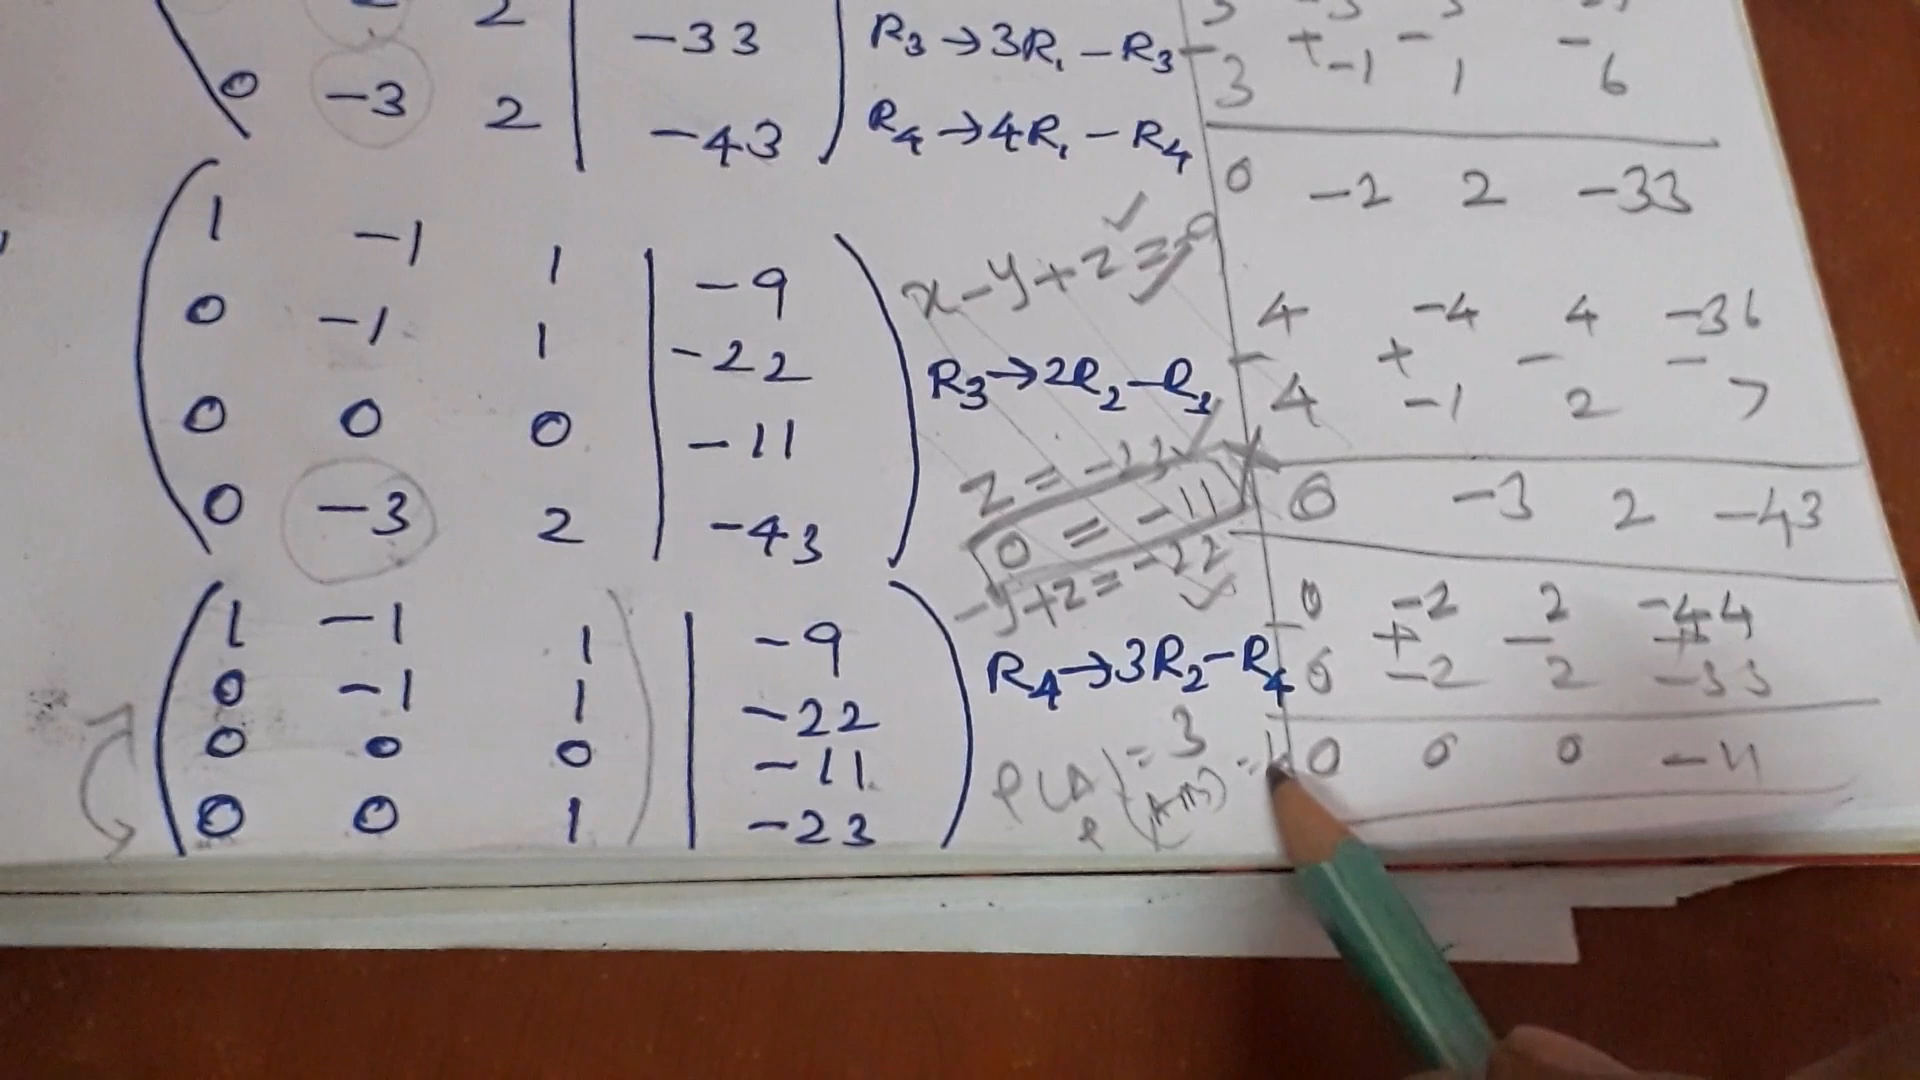 2 | -33 R₃→3R₁-R₃
0 -3 2 | -43 R₄→4R₁-R₄
3 -1 1 6
0 -2 2 -33
1 -1 1 | -9
0 -1 1 | -22
0 0 0 | -11 R₃→2R₂-R₃
0 -3 2 | -43
x-y+z=-9
z=-23
0=-11
-y+z=-22
4 -4 4 -36
- + - -
4 -1 2 7
0 -3 2 -43
1 -1 1 | -9
0 -1 1 | -22
0 0 0 | -11
0 0 1 | -23
R₄→3R₂-R₄
ρ(A)=3
0 -2 2 -44
- + - +
0 -2 2 -33
0 0 0 -11